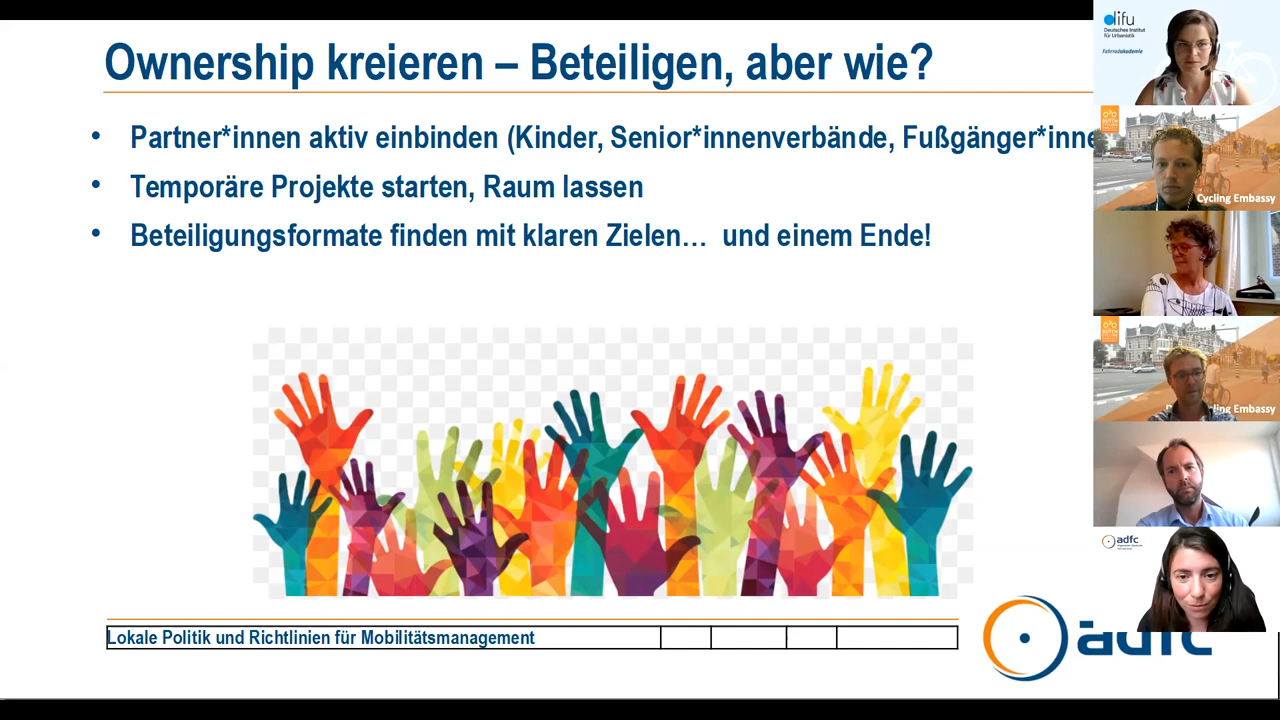 Ownership kreieren – Beteiligen, aber wie?
• Partner*innen aktiv einbinden (Kinder, Senior*innenverbände, Fußgänger*inne
• Temporäre Projekte starten, Raum lassen
• Beteiligungsformate finden mit klaren Zielen… und einem Ende!
Lokale Politik und Richtlinien für Mobilitätsmanagement
adfc
difu
Deutsches Institut
für Urbanistik
Fahrradakademie
Cycling Embassy
ling Embassy
adfc